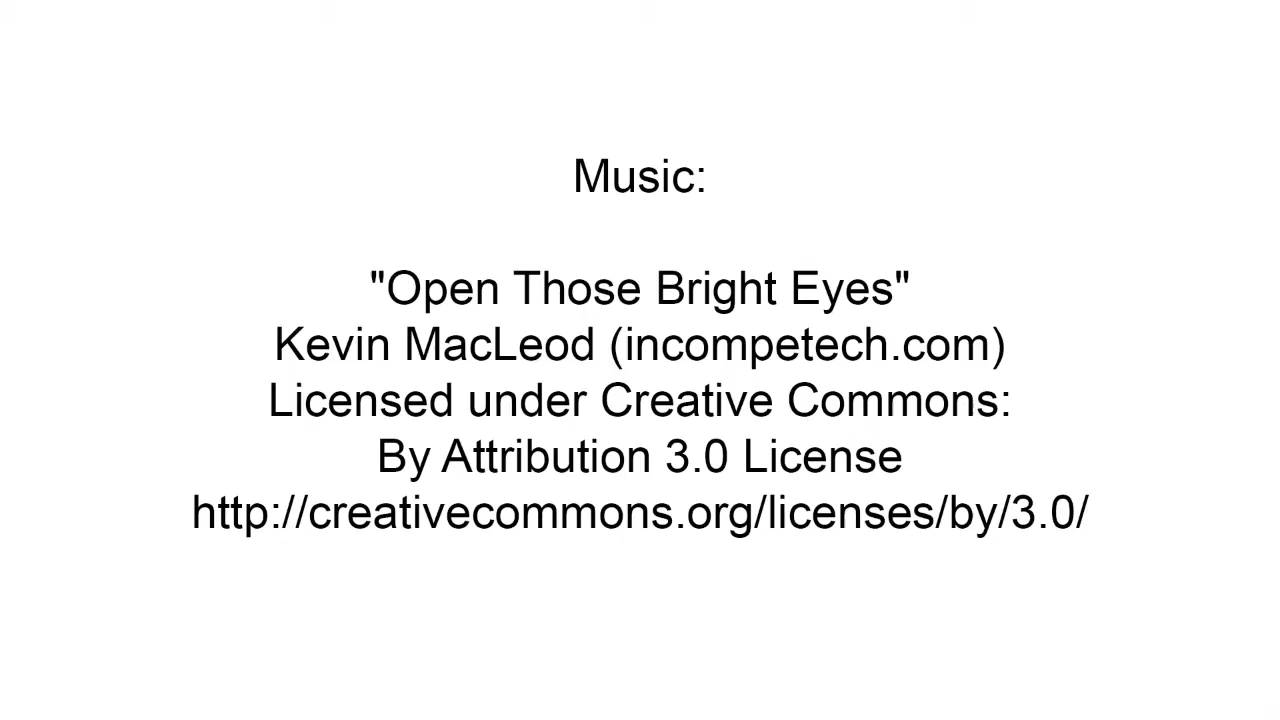 Music:
"Open Those Bright Eyes"
Kevin MacLeod (incompetech.com)
Licensed under Creative Commons:
By Attribution 3.0 License
http://creativecommons.org/licenses/by/3.0/